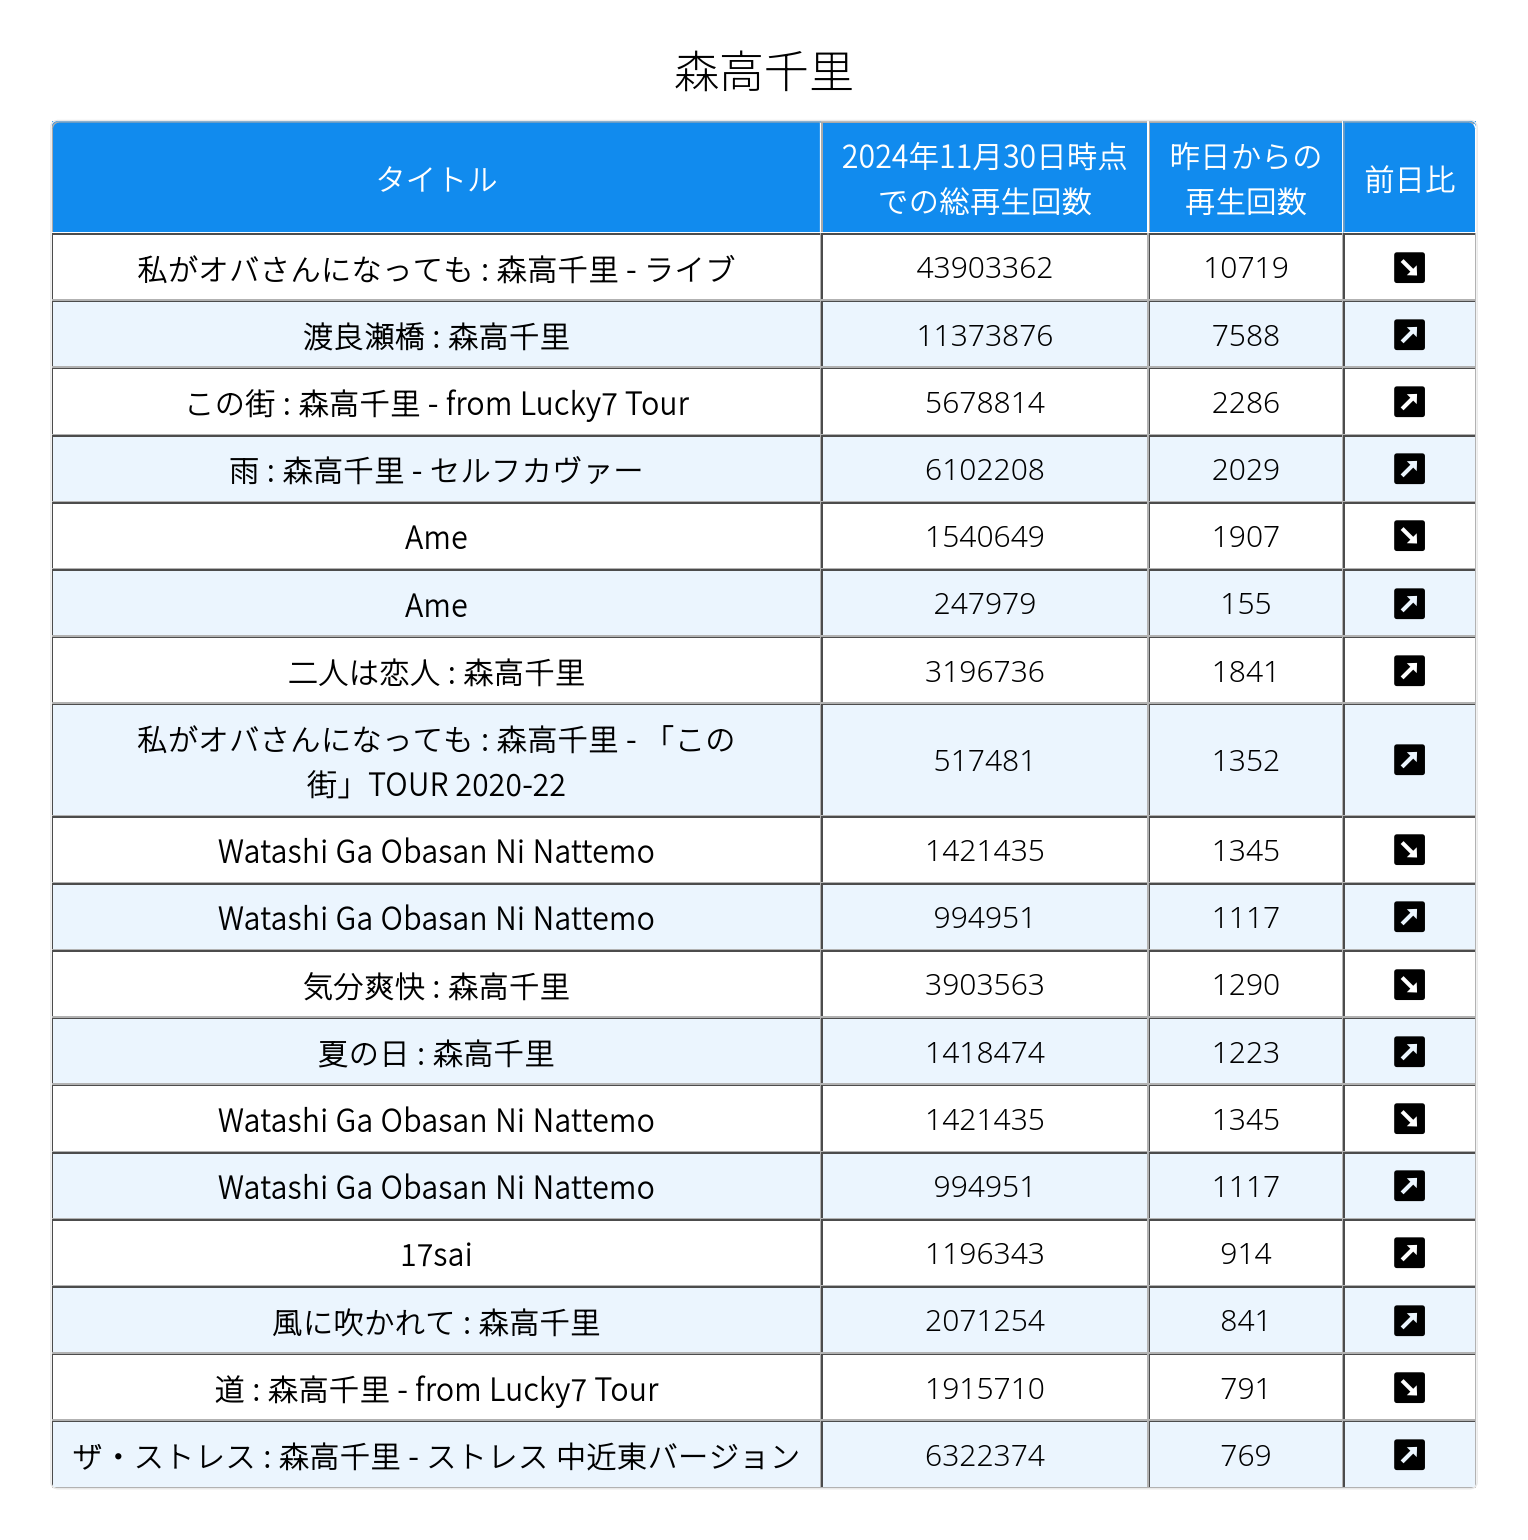 森高千里
タイトル
2024年11月30日時点
での総再生回数
昨日からの
再生回数
前日比
私がオバさんになっても : 森高千里 - ライブ 43903362 10719
渡良瀬橋 : 森高千里 11373876 7588
この街 : 森高千里 - from Lucky7 Tour 5678814 2286
雨 : 森高千里 - セルフカヴァー 6102208 2029
Ame 1540649 1907
Ame 247979 155
二人は恋人 : 森高千里 3196736 1841
私がオバさんになっても : 森高千里 - 「この
街」TOUR 2020-22 517481 1352
Watashi Ga Obasan Ni Nattemo 1421435 1345
Watashi Ga Obasan Ni Nattemo 994951 1117
気分爽快 : 森高千里 3903563 1290
夏の日 : 森高千里 1418474 1223
Watashi Ga Obasan Ni Nattemo 1421435 1345
Watashi Ga Obasan Ni Nattemo 994951 1117
17sai 1196343 914
風に吹かれて : 森高千里 2071254 841
道 : 森高千里 - from Lucky7 Tour 1915710 791
ザ・ストレス : 森高千里 - ストレス 中近東バージョン 6322374 769